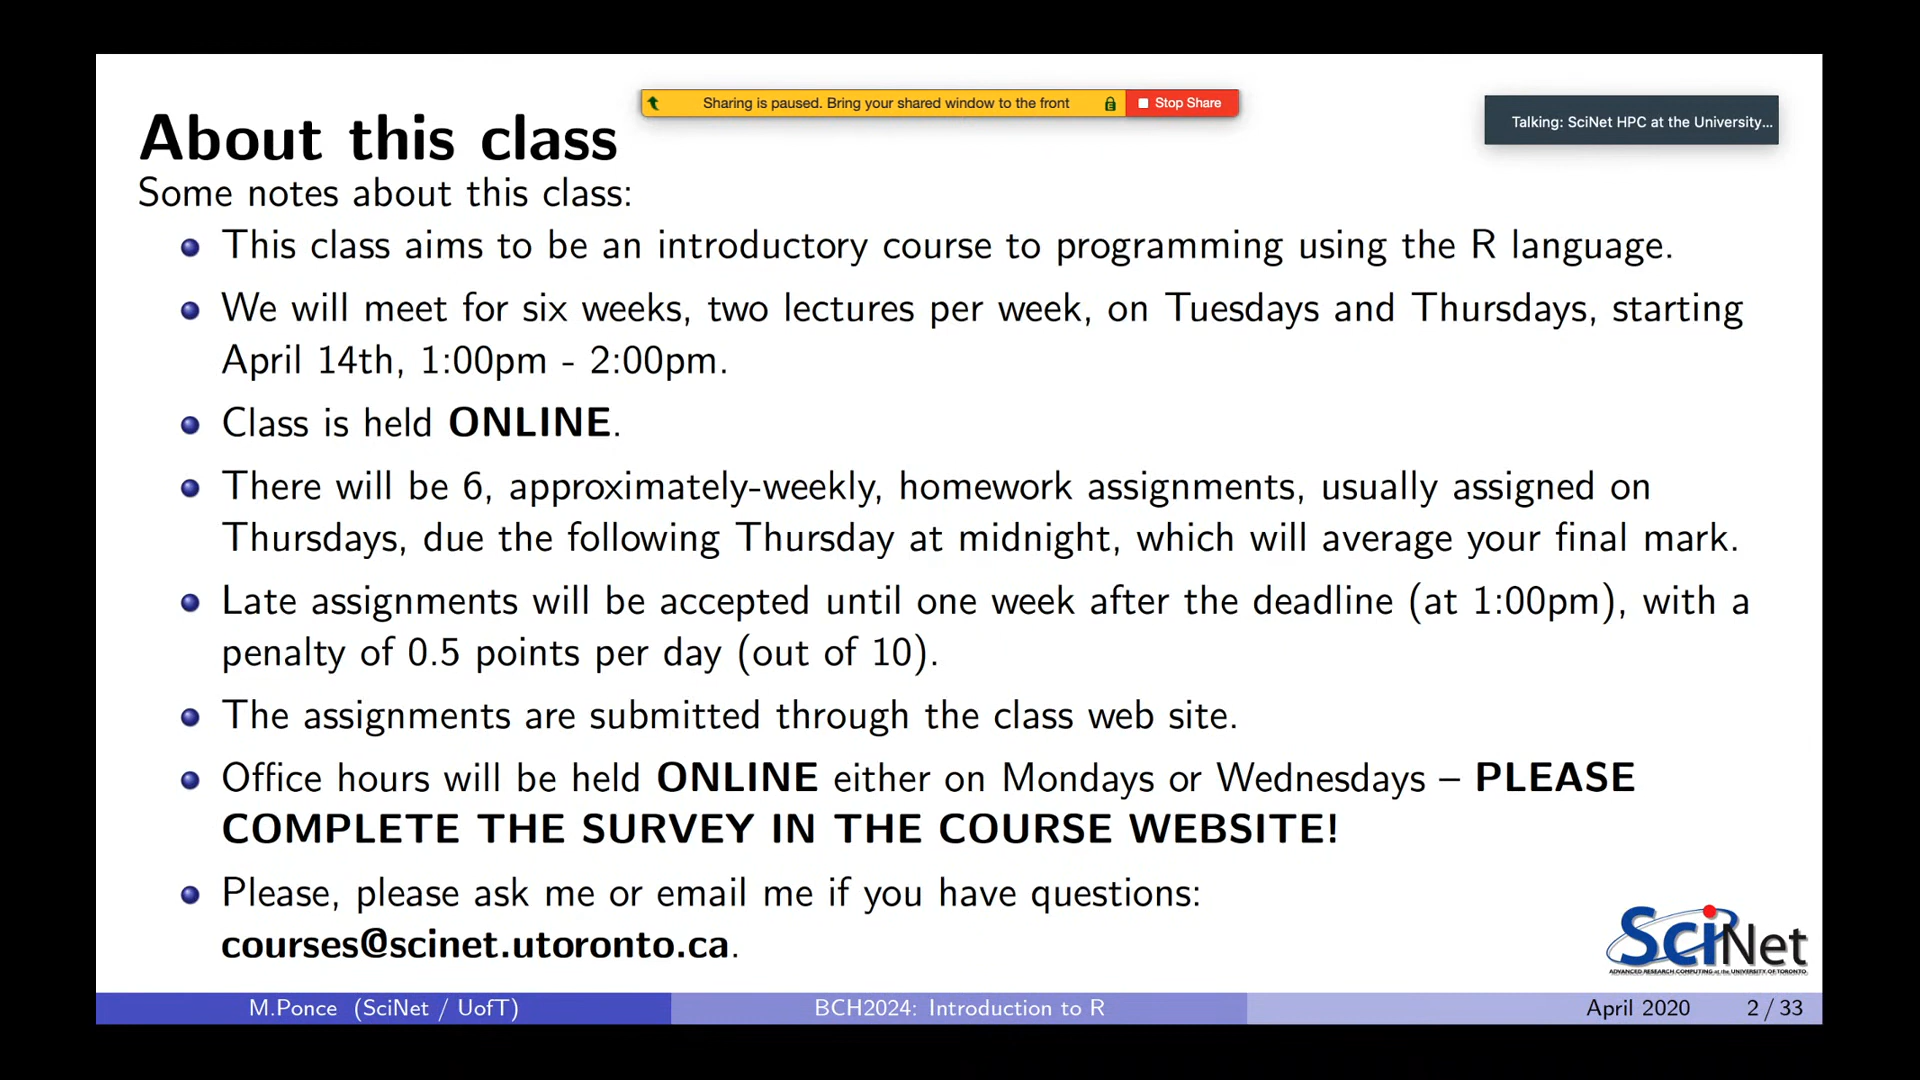 Sharing is paused. Bring your shared window to the front
Stop Share
Talking: SciNet HPC at the University...
About this class
Some notes about this class:
This class aims to be an introductory course to programming using the R language.
We will meet for six weeks, two lectures per week, on Tuesdays and Thursdays, starting
April 14th, 1:00pm - 2:00pm.
Class is held ONLINE.
There will be 6, approximately-weekly, homework assignments, usually assigned on
Thursdays, due the following Thursday at midnight, which will average your final mark.
Late assignments will be accepted until one week after the deadline (at 1:00pm), with a
penalty of 0.5 points per day (out of 10).
The assignments are submitted through the class web site.
Office hours will be held ONLINE either on Mondays or Wednesdays – PLEASE
COMPLETE THE SURVEY IN THE COURSE WEBSITE!
Please, please ask me or email me if you have questions:
courses@scinet.utoronto.ca.
SciNet
ADVANCED RESEARCH COMPUTING at the UNIVERSITY OF TORONTO
M.Ponce (SciNet / UofT)
BCH2024: Introduction to R
April 2020
2 / 33